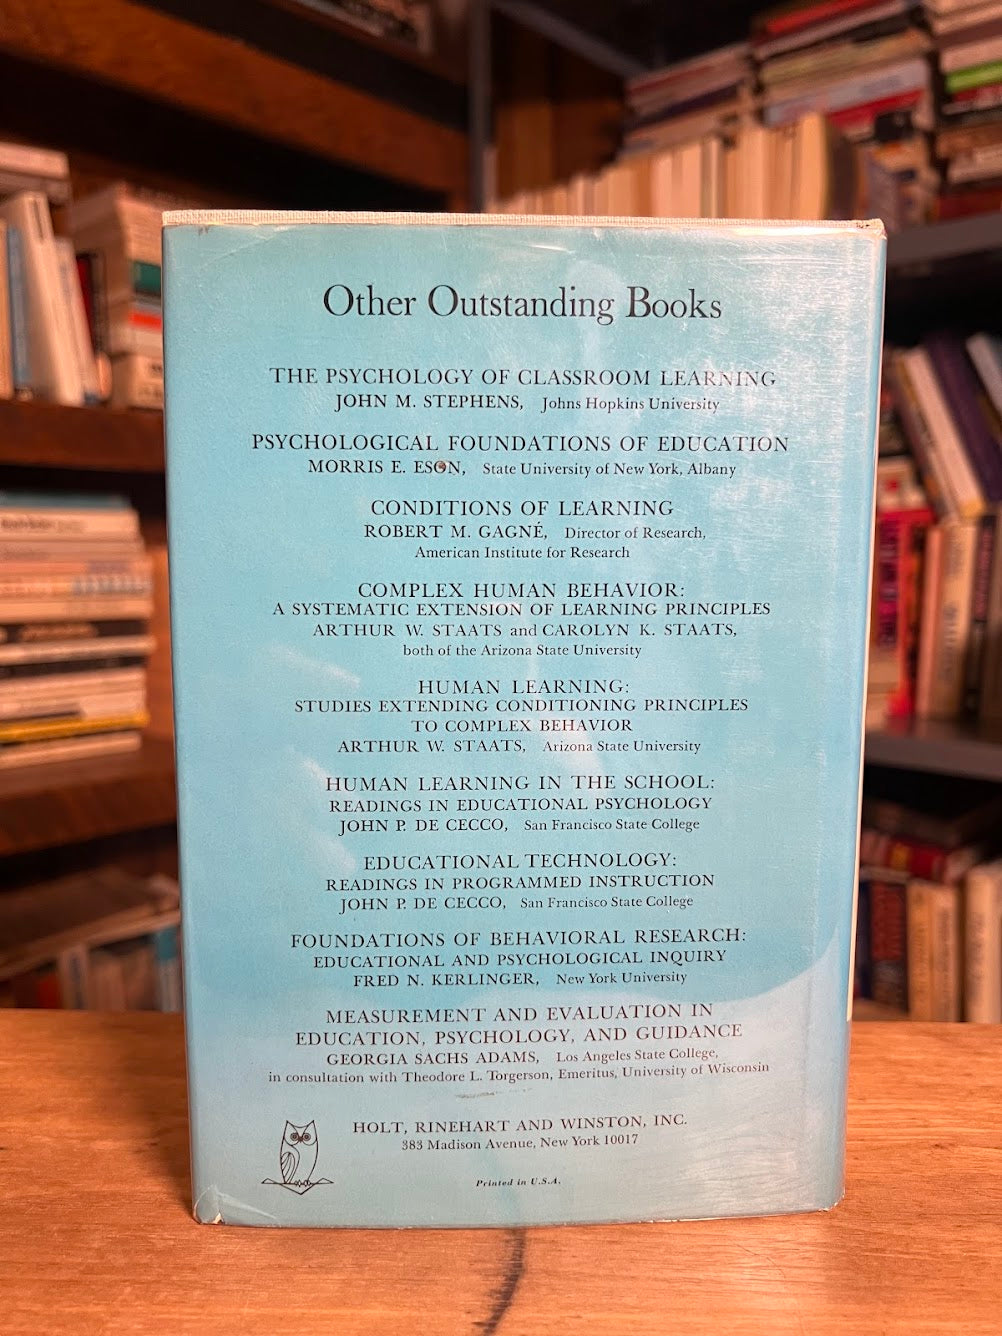 Other Outstanding Books
THE PSYCHOLOGY OF CLASSROOM LEARNING
JOHN M. STEPHENS, Johns Hopkins University
PSYCHOLOGICAL FOUNDATIONS OF EDUCATION
MORRIS E. ESON, State University of New York, Albany
CONDITIONS OF LEARNING
ROBERT M. GAGNÉ, Director of Research,
American Institute for Research
COMPLEX HUMAN BEHAVIOR:
A SYSTEMATIC EXTENSION OF LEARNING PRINCIPLES
ARTHUR W. STAATS and CAROLYN K. STAATS,
both of the Arizona State University
HUMAN LEARNING:
STUDIES EXTENDING CONDITIONING PRINCIPLES
TO COMPLEX BEHAVIOR
ARTHUR W. STAATS, Arizona State University
HUMAN LEARNING IN THE SCHOOL:
READINGS IN EDUCATIONAL PSYCHOLOGY
JOHN P. DE CECCO, San Francisco State College
EDUCATIONAL TECHNOLOGY:
READINGS IN PROGRAMMED INSTRUCTION
JOHN P. DE CECCO, San Francisco State College
FOUNDATIONS OF BEHAVIORAL RESEARCH:
EDUCATIONAL AND PSYCHOLOGICAL INQUIRY
FRED N. KERLINGER, New York University
MEASUREMENT AND EVALUATION IN
EDUCATION, PSYCHOLOGY, AND GUIDANCE
GEORGIA SACHS ADAMS, Los Angeles State College,
in consultation with Theodore L. Torgerson, Emeritus, University of Wisconsin
HOLT, RINEHART AND WINSTON, INC.
383 Madison Avenue, New York 10017
Printed in U.S.A.